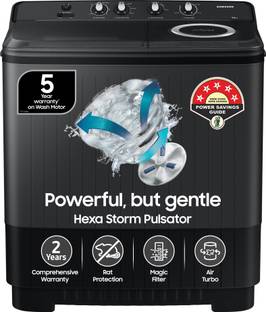 SAMSUNG
5
Year
warranty
on Wash Motor
POWER SAVINGS
GUIDE
Powerful, but gentle
Hexa Storm Pulsator
2
Years
Comprehensive
Warranty
Rat
Protection
Magic
Filter
Air
Turbo